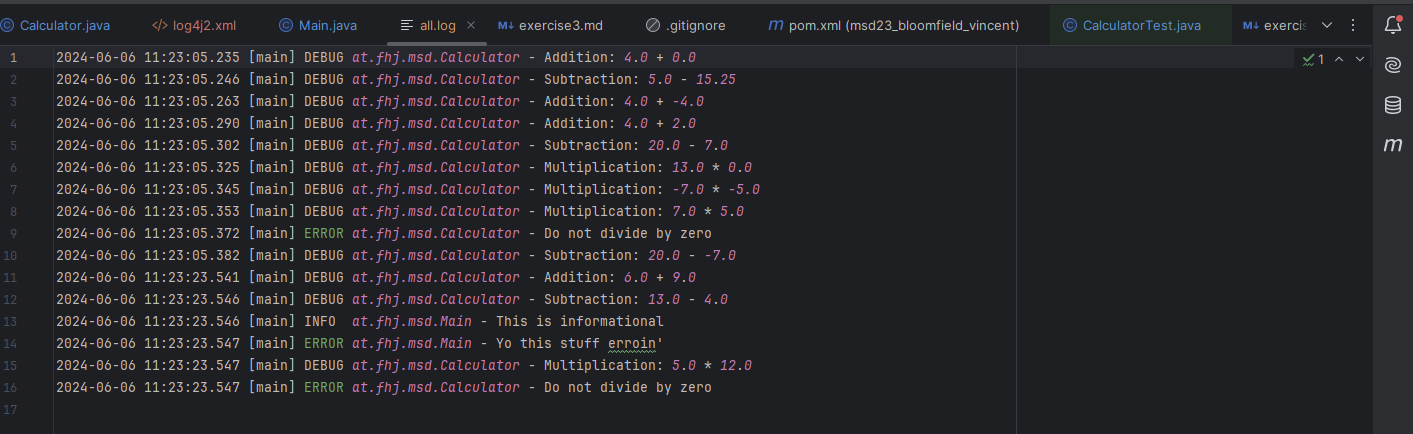 Calculator.java </> log4j2.xml Main.java all.log × M↓ exercise3.md .gitignore m pom.xml (msd23_bloomfield_vincent) CalculatorTest.java M↓ exercis
1 2024-06-06 11:23:05.235 [main] DEBUG at.fhj.msd.Calculator - Addition: 4.0 + 0.0 1
2 2024-06-06 11:23:05.246 [main] DEBUG at.fhj.msd.Calculator - Subtraction: 5.0 - 15.25
3 2024-06-06 11:23:05.263 [main] DEBUG at.fhj.msd.Calculator - Addition: 4.0 + -4.0
4 2024-06-06 11:23:05.290 [main] DEBUG at.fhj.msd.Calculator - Addition: 4.0 + 2.0
5 2024-06-06 11:23:05.302 [main] DEBUG at.fhj.msd.Calculator - Subtraction: 20.0 - 7.0
6 2024-06-06 11:23:05.325 [main] DEBUG at.fhj.msd.Calculator - Multiplication: 13.0 * 0.0
7 2024-06-06 11:23:05.345 [main] DEBUG at.fhj.msd.Calculator - Multiplication: -7.0 * -5.0
8 2024-06-06 11:23:05.353 [main] DEBUG at.fhj.msd.Calculator - Multiplication: 7.0 * 5.0
9 2024-06-06 11:23:05.372 [main] ERROR at.fhj.msd.Calculator - Do not divide by zero
10 2024-06-06 11:23:05.382 [main] DEBUG at.fhj.msd.Calculator - Subtraction: 20.0 - -7.0
11 2024-06-06 11:23:23.541 [main] DEBUG at.fhj.msd.Calculator - Addition: 6.0 + 9.0
12 2024-06-06 11:23:23.546 [main] DEBUG at.fhj.msd.Calculator - Subtraction: 13.0 - 4.0
13 2024-06-06 11:23:23.546 [main] INFO  at.fhj.msd.Main - This is informational
14 2024-06-06 11:23:23.547 [main] ERROR at.fhj.msd.Main - Yo this stuff erroin'
15 2024-06-06 11:23:23.547 [main] DEBUG at.fhj.msd.Calculator - Multiplication: 5.0 * 12.0
16 2024-06-06 11:23:23.547 [main] ERROR at.fhj.msd.Calculator - Do not divide by zero
17
m